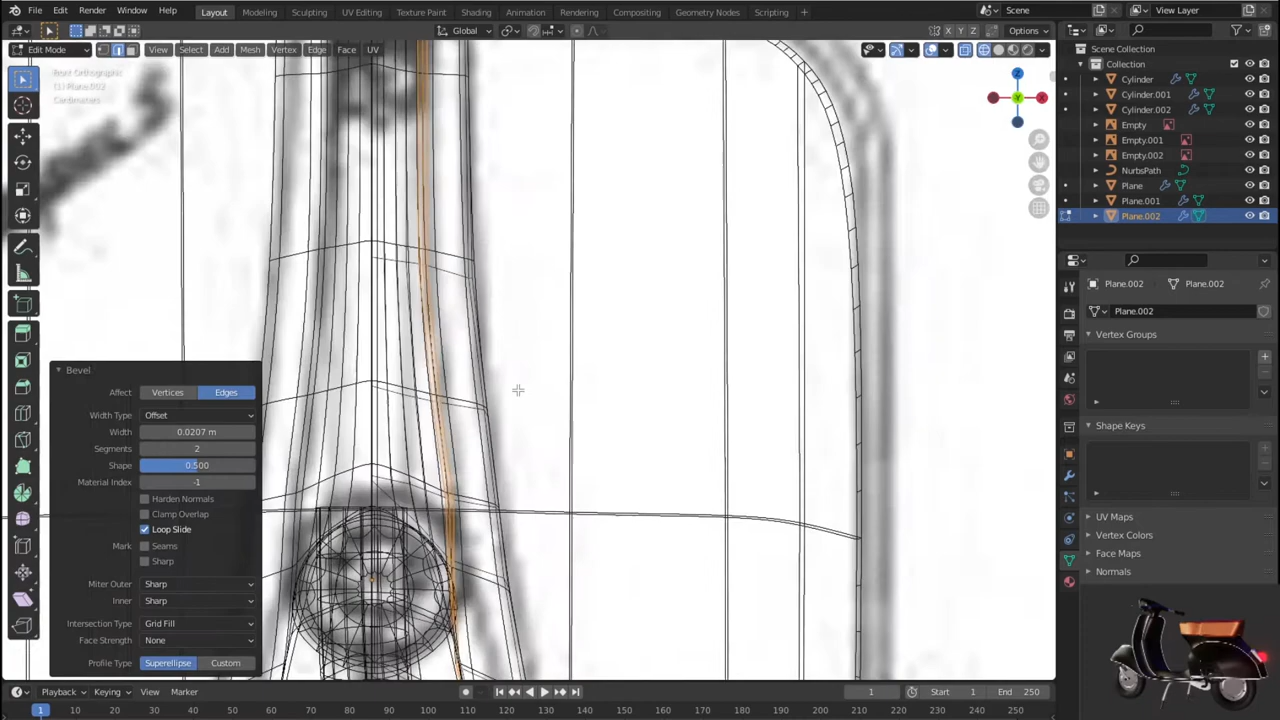 File Edit Render Window Help Layout Modeling Sculpting UV Editing Texture Paint Shading Animation Rendering Compositing Geometry Nodes Scripting + Scene View Layer
Global X Y Z Options
Edit Mode View Select Add Mesh Vertex Edge Face UV
Front Orthographic
(1) Plane.002
Centimeters
Z
Y
X
Scene Collection
Collection
Cylinder
Cylinder.001
Cylinder.002
Empty
Empty.001
Empty.002
NurbsPath
Plane
Plane.001
Plane.002
Plane.002 Plane.002
Plane.002
Vertex Groups
Shape Keys
UV Maps
Vertex Colors
Face Maps
Normals
Bevel
Affect Vertices Edges
Width Type Offset
Width 0.0207 m
Segments 2
Shape 0.500
Material Index -1
Harden Normals
Clamp Overlap
Loop Slide
Mark Seams
Sharp
Miter Outer Sharp
Inner Sharp
Intersection Type Grid Fill
Face Strength None
Profile Type Superellipse Custom
Playback Keying View Marker 1 Start 1 End 250
1 10 20 30 40 50 60 70 80 90 100 110 120 130 140 150 160 170 180 190 200 210 220 230 240 250